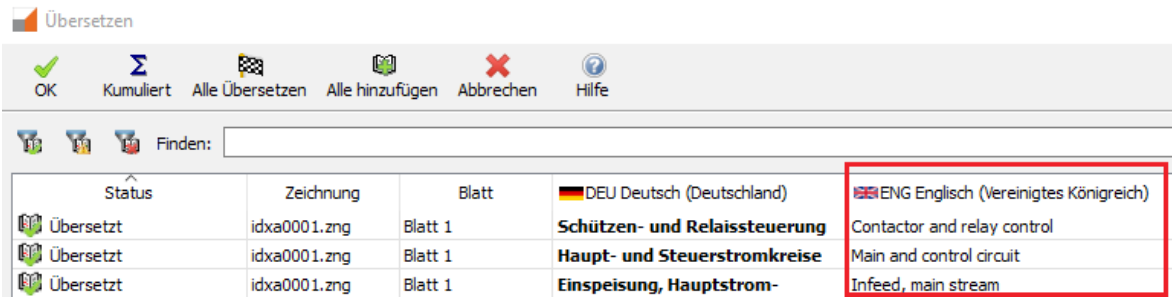 Übersetzen
OK Kumuliert Alle Übersetzen Alle hinzufügen Abbrechen Hilfe
Finden:
Status Zeichnung Blatt DEU Deutsch (Deutschland) ENG Englisch (Vereinigtes Königreich)
Übersetzt idxa0001.zng Blatt 1 Schützen- und Relaissteuerung Contactor and relay control
Übersetzt idxa0001.zng Blatt 1 Haupt- und Steuerstromkreise Main and control circuit
Übersetzt idxa0001.zng Blatt 1 Einspeisung, Hauptstrom- Infeed, main stream